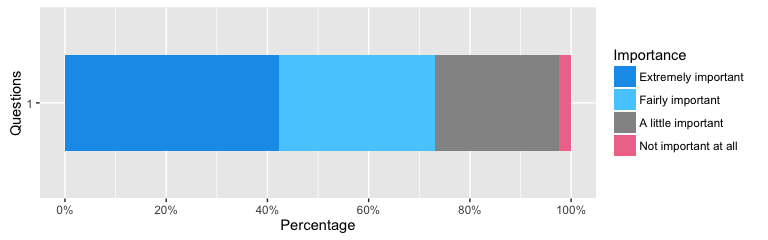 Questions
1
0%
20%
40%
60%
80%
100%
Percentage
Importance
Extremely important
Fairly important
A little important
Not important at all